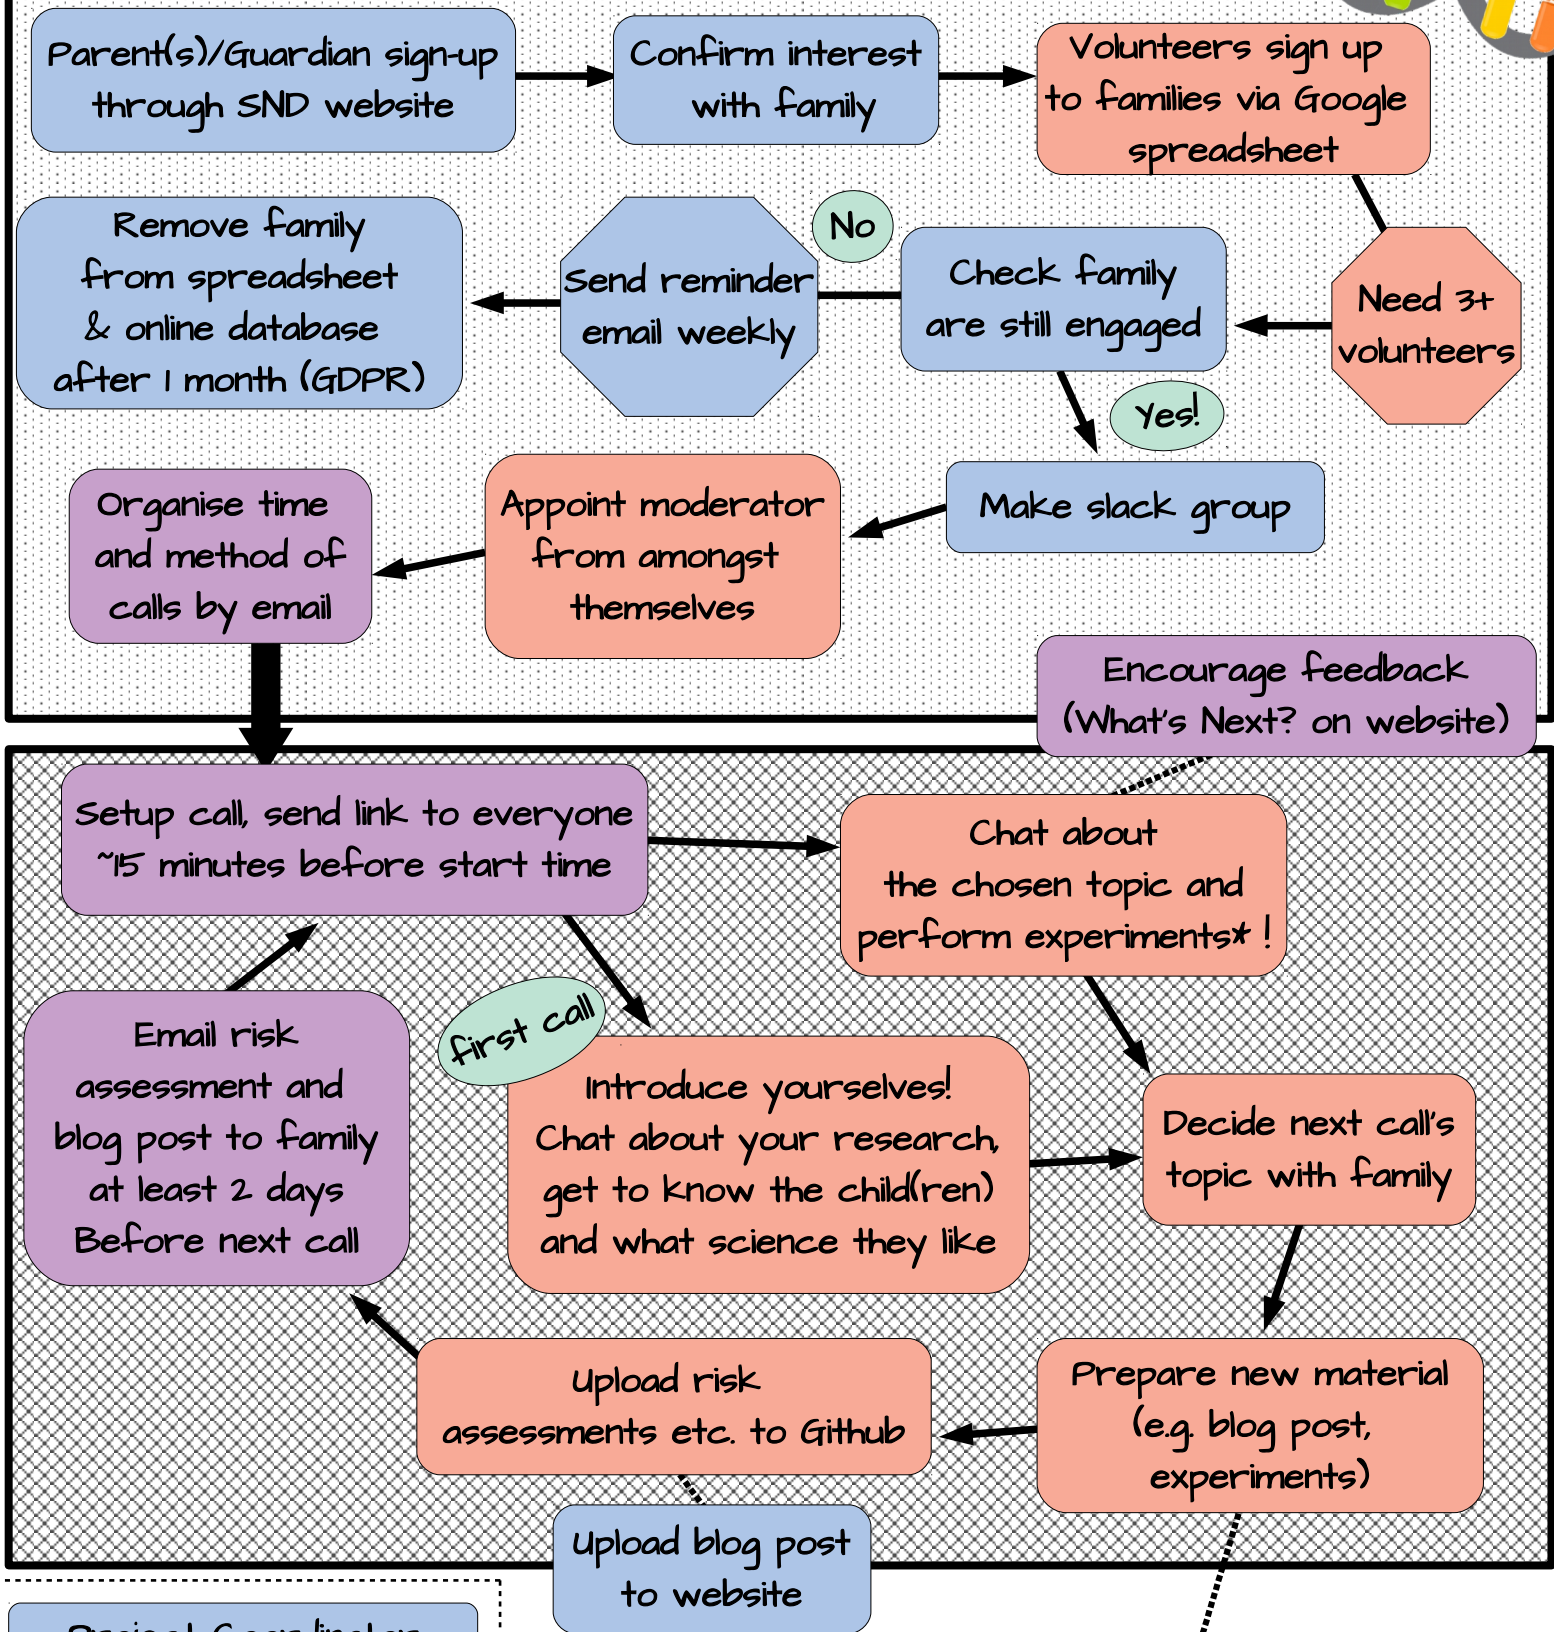 Parent(s)/Guardian sign-up
through SND website
Confirm interest
with family
Volunteers sign up
to families via Google
spreadsheet
Remove family
from spreadsheet
& online database
after 1 month (GDPR)
Send reminder
email weekly
No
Check family
are still engaged
Need 3+
volunteers
Yes!
Organise time
and method of
calls by email
Appoint moderator
from amongst
themselves
Make slack group
Encourage feedback
(What's Next? on website)
Setup call, send link to everyone
~15 minutes before start time
Chat about
the chosen topic and
perform experiments* !
first call
Email risk
assessment and
blog post to family
at least 2 days
Before next call
Introduce yourselves!
Chat about your research,
get to know the child(ren)
and what science they like
Decide next call's
topic with family
Upload risk
assessments etc. to Github
Prepare new material
(e.g. blog post,
experiments)
Upload blog post
to website